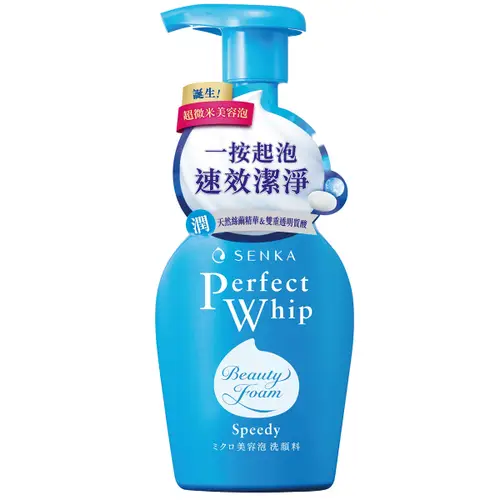 誕生!
超微米美容泡
一按起泡
速效潔淨
潤 天然絲繭精華&雙重透明質酸
SENKA
Perfect
Whip
Beauty
Foam
Speedy
ミクロ美容泡 洗顔料